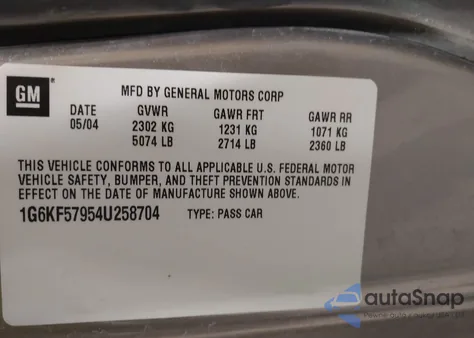 GM
MFD BY GENERAL MOTORS CORP
DATE GVWR GAWR FRT GAWR RR
05/04 2302 KG 1231 KG 1071 KG
5074 LB 2714 LB 2360 LB
THIS VEHICLE CONFORMS TO ALL APPLICABLE U.S. FEDERAL MOTOR
VEHICLE SAFETY, BUMPER, AND THEFT PREVENTION STANDARDS IN
EFFECT ON THE DATE OF MANUFACTURE SHOWN ABOVE.
1G6KF57954U258704 TYPE: PASS CAR
autoSnap